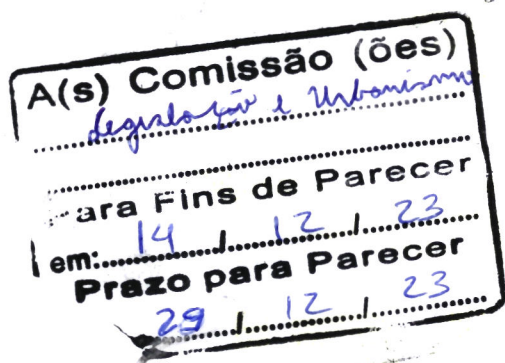 A(s) Comissão (ões)
Legislação e Urbanismo
Para Fins de Parecer
em: 14 / 12 / 23
Prazo para Parecer
29 / 12 / 23